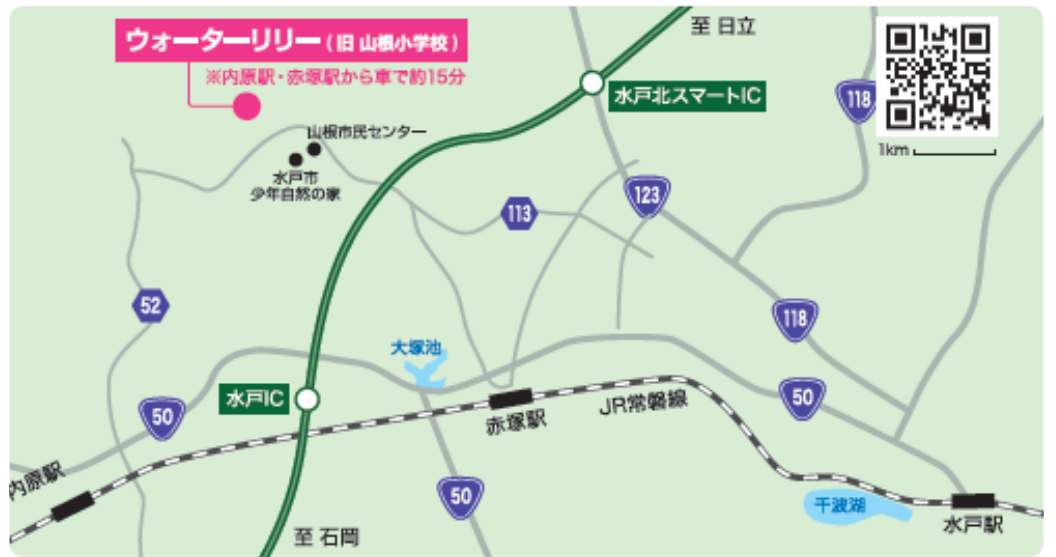 ウォーターリリー(旧 山根小学校)
※内原駅・赤塚駅から車で約15分
至 日立
水戸北スマートIC
118
1km
山根市民センター
水戸市
少年自然の家
123
113
52
118
大塚池
水戸IC
50
50
赤塚駅
JR常磐線
内原駅
50
千波湖
水戸駅
至 石岡